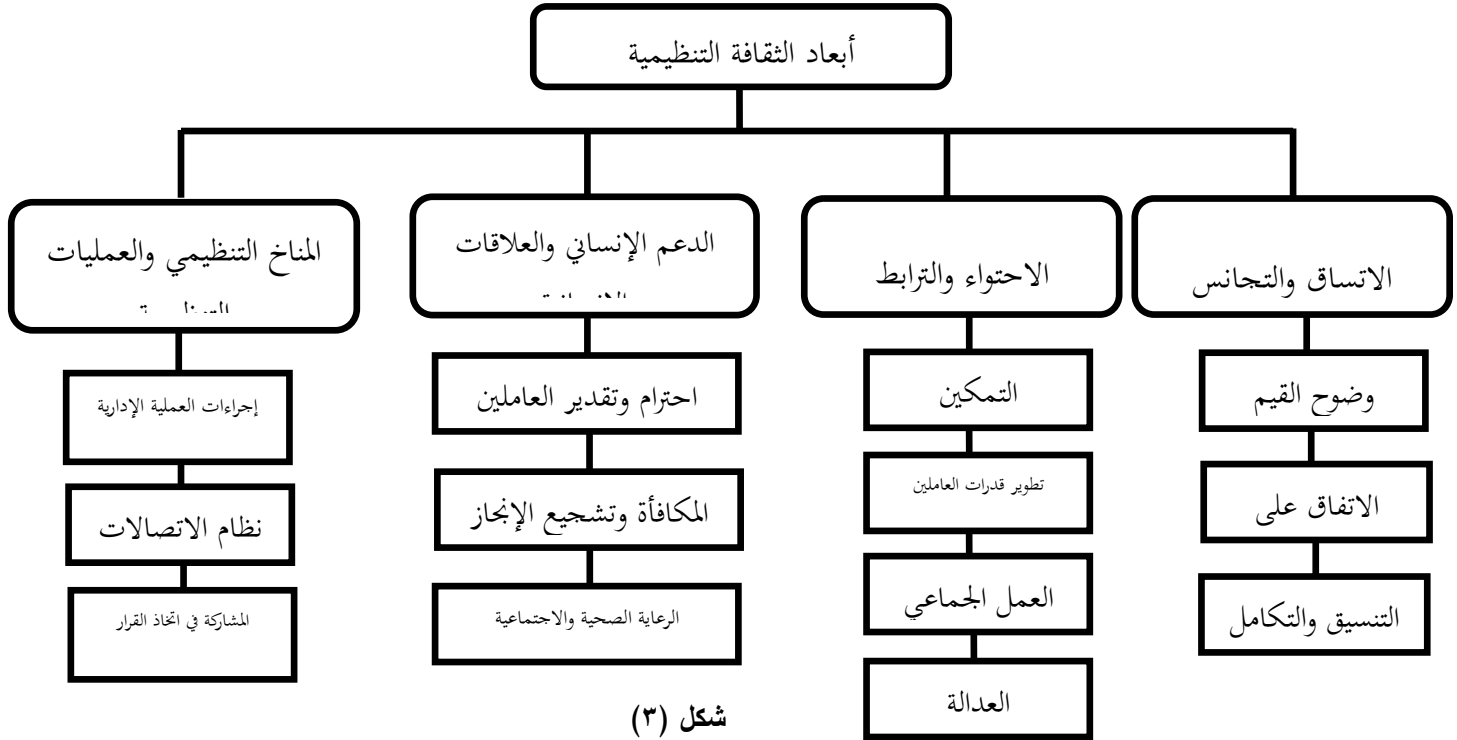 أبعاد الثقافة التنظيمية
الاتساق والتجانس
وضوح القيم
الاتفاق على
التنسيق والتكامل
الاحتواء والترابط
التمكين
تطوير قدرات العاملين
العمل الجماعي
العدالة
الدعم الإنساني والعلاقات
احترام وتقدير العاملين
المكافأة وتشجيع الإنجاز
الرعاية الصحية والاجتماعية
المناخ التنظيمي والعمليات
إجراءات العملية الإدارية
نظام الاتصالات
المشاركة في اتخاذ القرار
شكل (٣)